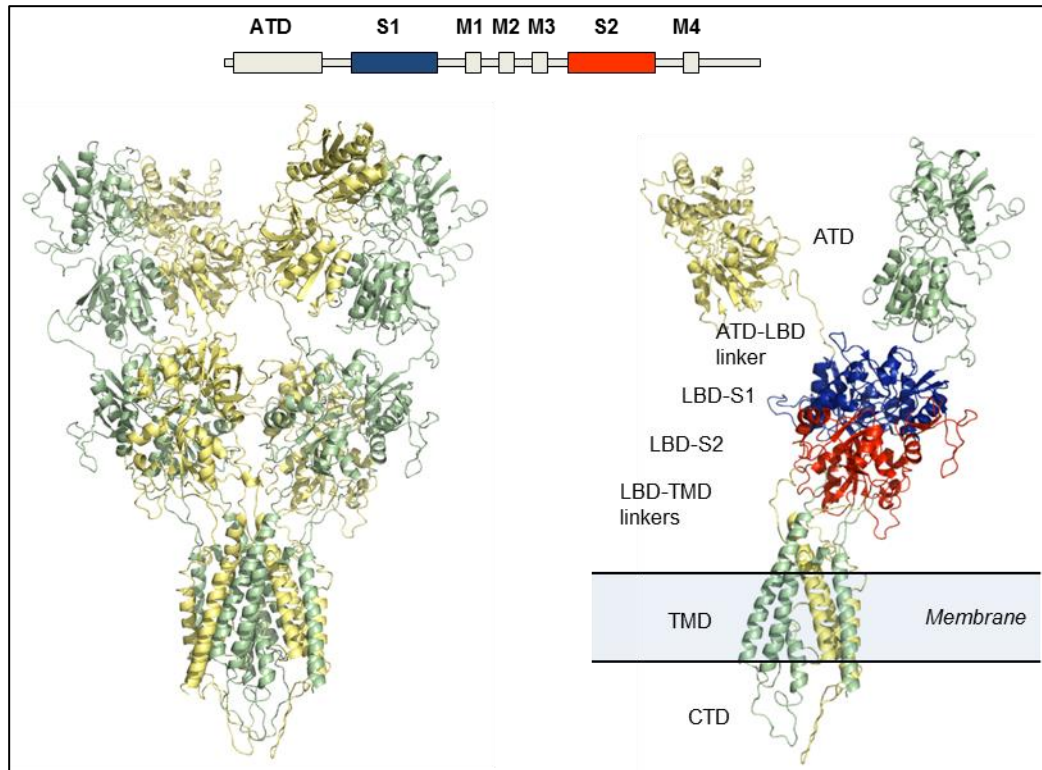 ATD S1 M1 M2 M3 S2 M4
ATD
ATD-LBD
linker
LBD-S1
LBD-S2
LBD-TMD
linkers
TMD
Membrane
CTD